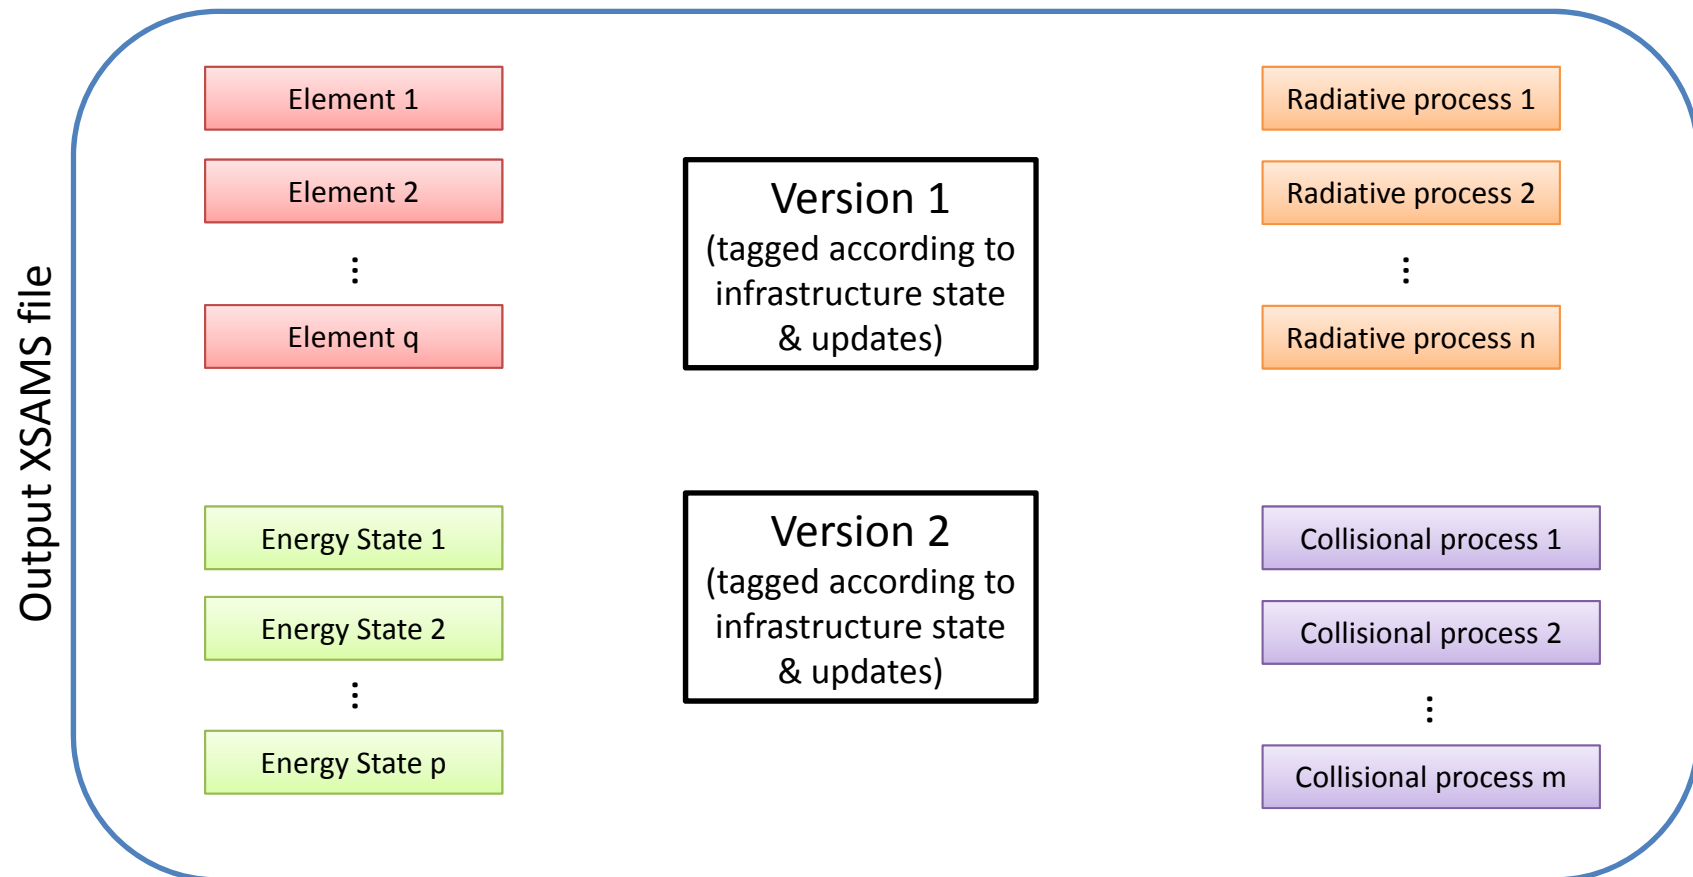 Output XSAMS file
Element 1
Element 2
⋮
Element q
Energy State 1
Energy State 2
⋮
Energy State p
Version 1
(tagged according to
infrastructure state
& updates)
Version 2
(tagged according to
infrastructure state
& updates)
Radiative process 1
Radiative process 2
⋮
Radiative process n
Collisional process 1
Collisional process 2
⋮
Collisional process m